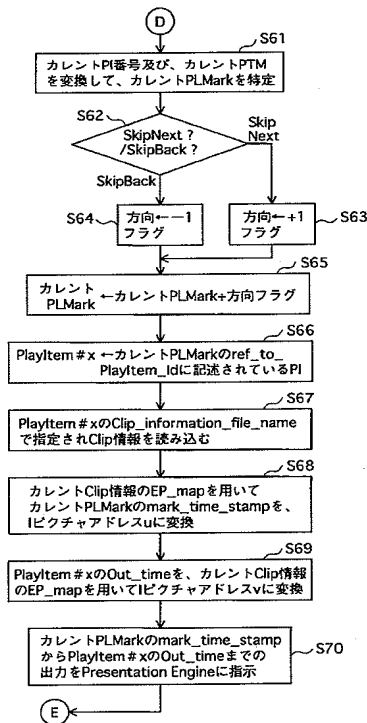 D
S61
カレントPI番号及び、カレントPTM
を変換して、カレントPLMarkを特定
S62
SkipNext ?
/SkipBack ?
Skip
Next
SkipBack
S64
方向←−1
フラグ
方向←+1
フラグ
S63
S65
カレント
PLMark ←カレントPLMark+方向フラグ
S66
PlayItem#x ←カレントPLMarkのref_to_
PlayItem_Idに記述されているPI
S67
PlayItem#xのClip_information_file_name
で指定されClip情報を読み込む
S68
カレントClip情報のEP_mapを用いて
カレントPLMarkのmark_time_stampを、
Iピクチャアドレスuに変換
S69
PlayItem#xのOut_timeを、カレントClip情報
のEP_mapを用いてIピクチャアドレスvに変換
S70
カレントPLMarkのmark_time_stamp
からPlayItem#xのOut_timeまでの
出力をPresentation Engineに指示
E